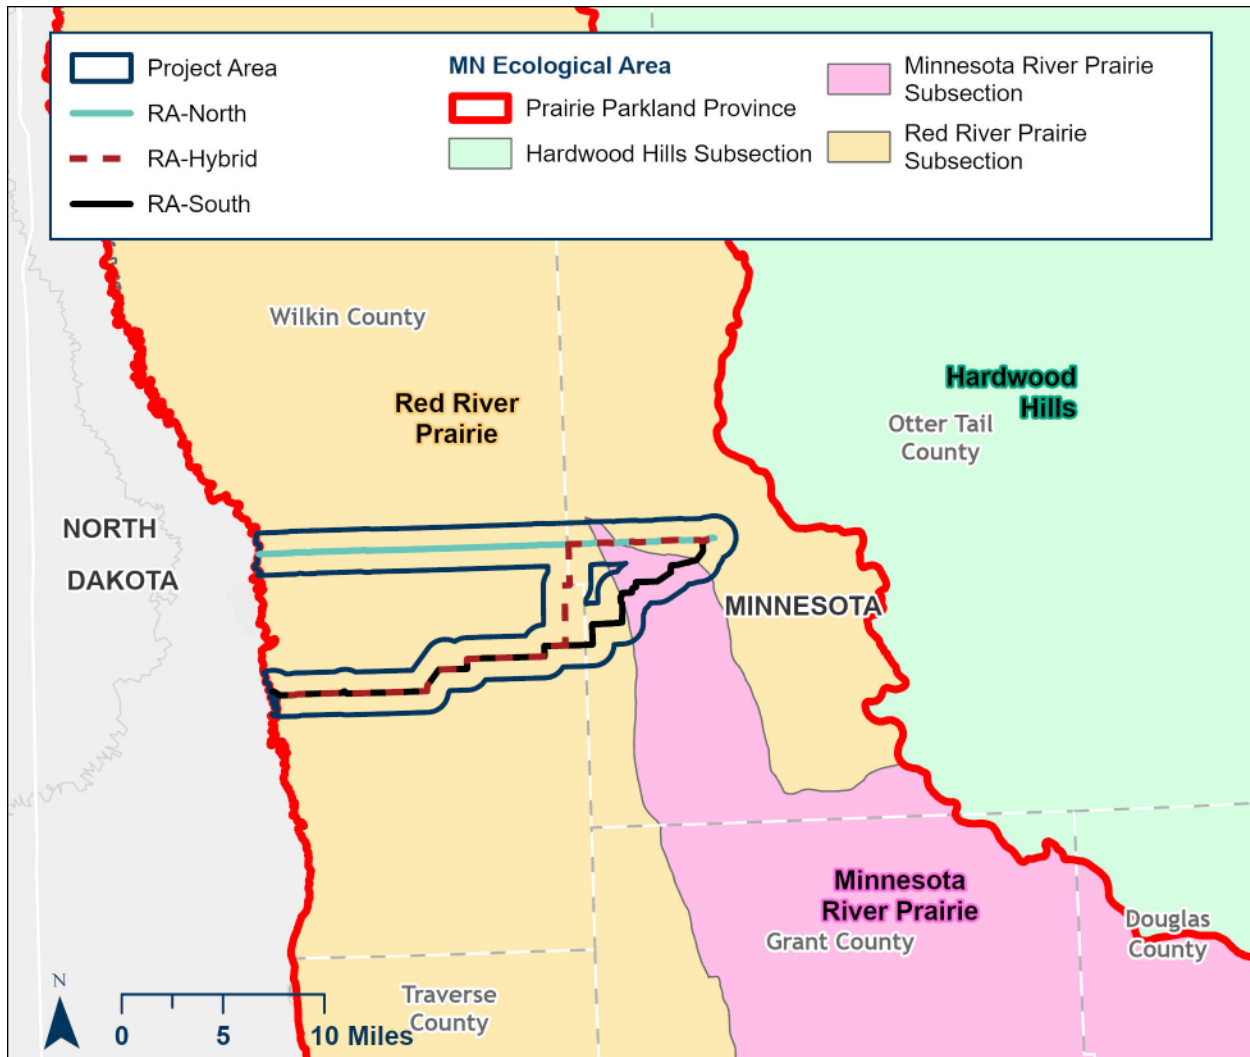 Project Area
RA-North
RA-Hybrid
RA-South
MN Ecological Area
Prairie Parkland Province
Hardwood Hills Subsection
Minnesota River Prairie
Subsection
Red River Prairie
Subsection
Wilkin County
Red River
Prairie
Hardwood
Hills
Otter Tail
County
NORTH
DAKOTA
MINNESOTA
Minnesota
River Prairie
Grant County
Douglas
County
Traverse
County
N
0 5 10 Miles